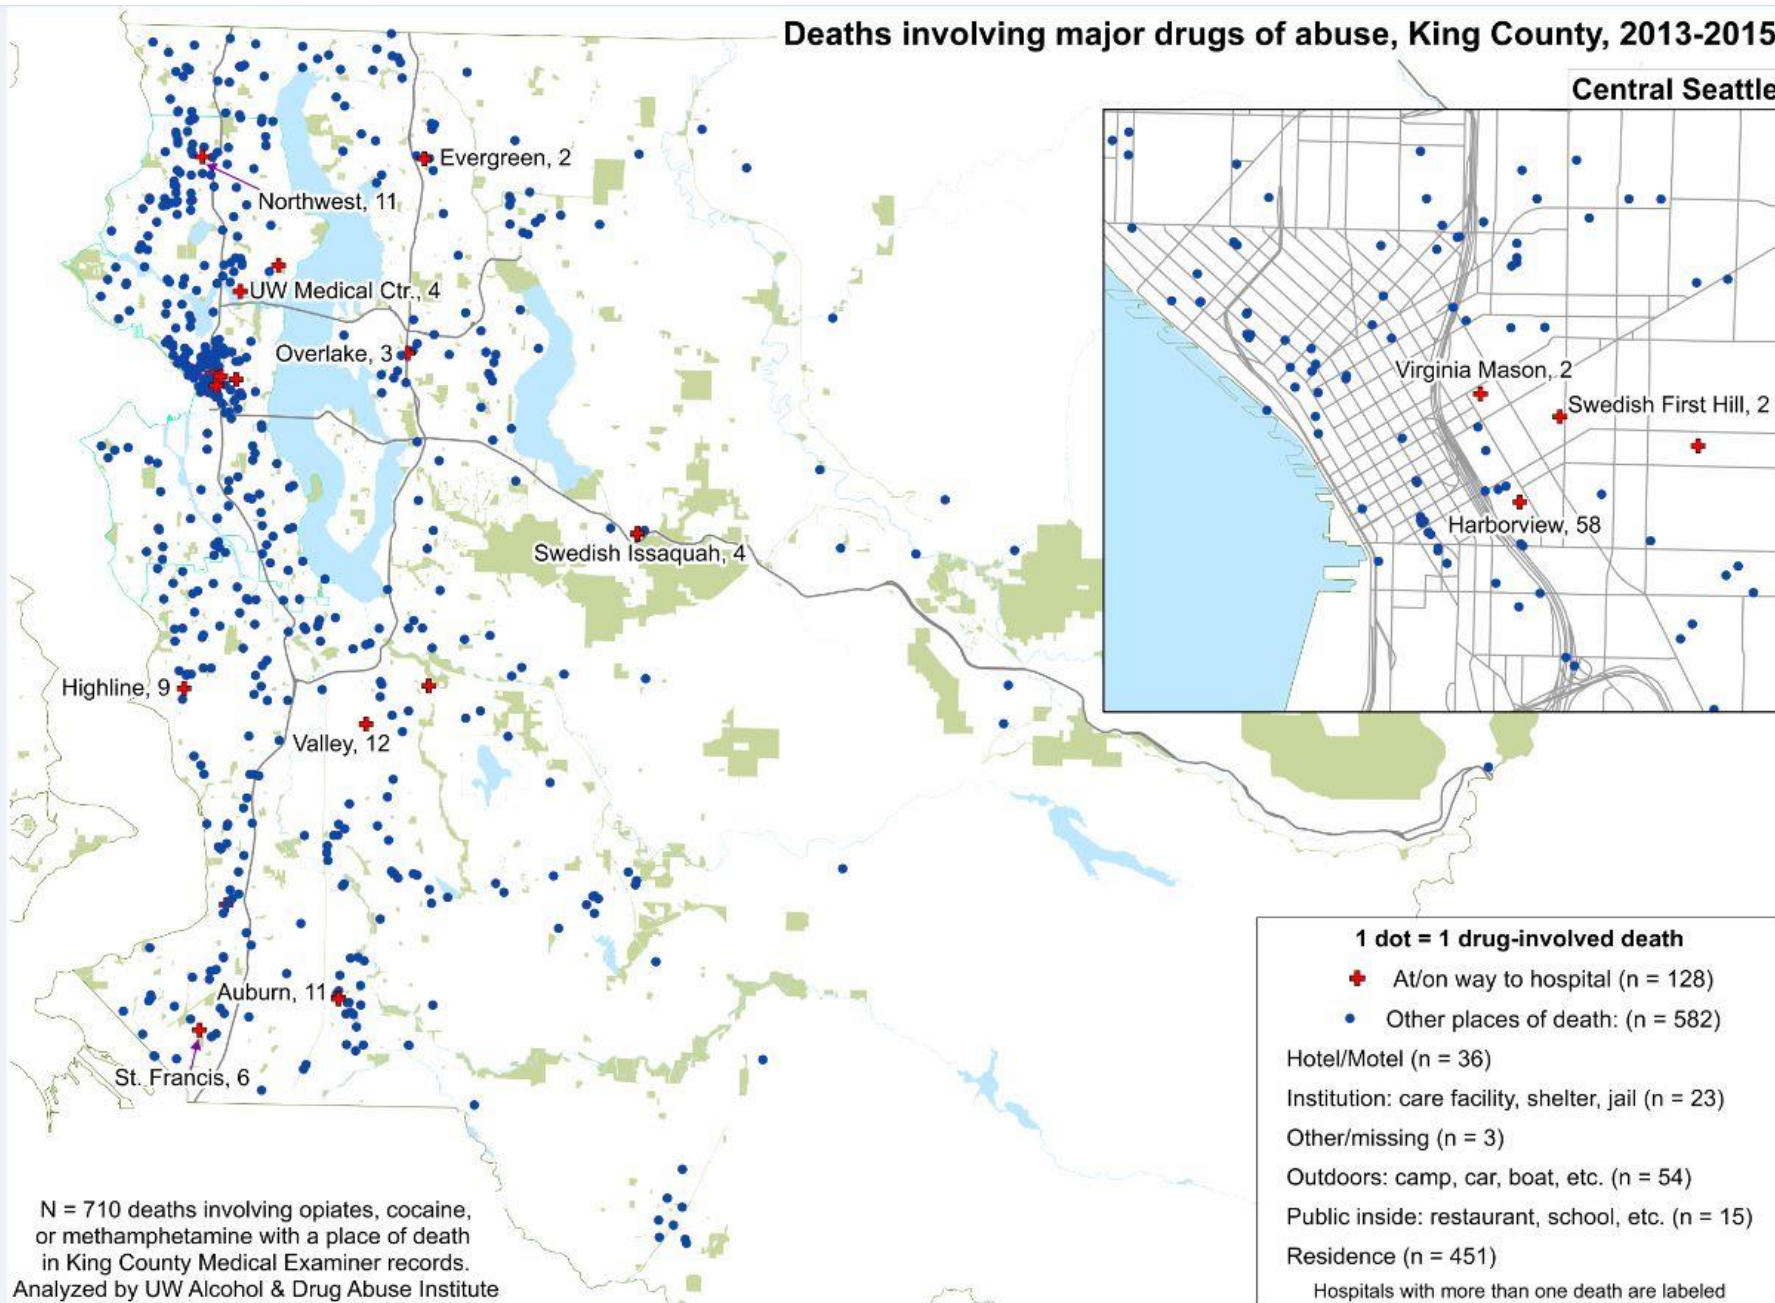 Deaths involving major drugs of abuse, King County, 2013-2015
Central Seattle
Evergreen, 2
Northwest, 11
UW Medical Ctr., 4
Overlake, 3
Virginia Mason, 2
Swedish First Hill, 2
Harborview, 58
Swedish Issaquah, 4
Highline, 9
Valley, 12
Auburn, 11
St. Francis, 6
1 dot = 1 drug-involved death
At/on way to hospital (n = 128)
Other places of death: (n = 582)
Hotel/Motel (n = 36)
Institution: care facility, shelter, jail (n = 23)
Other/missing (n = 3)
Outdoors: camp, car, boat, etc. (n = 54)
Public inside: restaurant, school, etc. (n = 15)
Residence (n = 451)
Hospitals with more than one death are labeled
N = 710 deaths involving opiates, cocaine,
or methamphetamine with a place of death
in King County Medical Examiner records.
Analyzed by UW Alcohol & Drug Abuse Institute